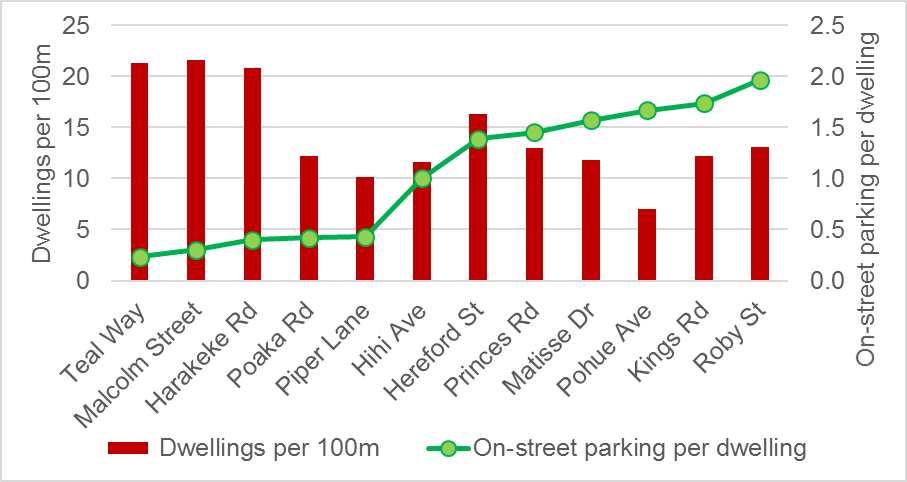 25
20
15
10
5
0
Dwellings per 100m
2.5
2.0
1.5
1.0
0.5
0.0
On-street parking per dwelling
Teal Way
Malcolm Street
Harakeke Rd
Poaka Rd
Piper Lane
Hihi Ave
Hereford St
Princes Rd
Matisse Dr
Pohue Ave
Kings Rd
Roby St
Dwellings per 100m
On-street parking per dwelling